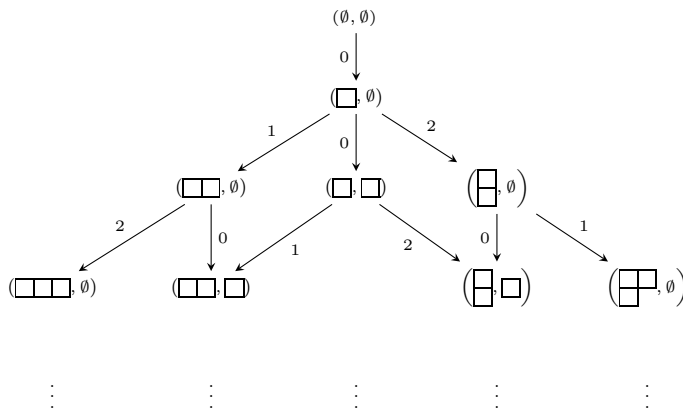 (∅, ∅)
0
(□, ∅)
1 0 2
(□□, ∅) (□, □) (□/□, ∅)
2 0 1 2 0 1
(□□□, ∅) (□□, □) (□/□, □) (□□/□, ∅)
⋮ ⋮ ⋮ ⋮ ⋮